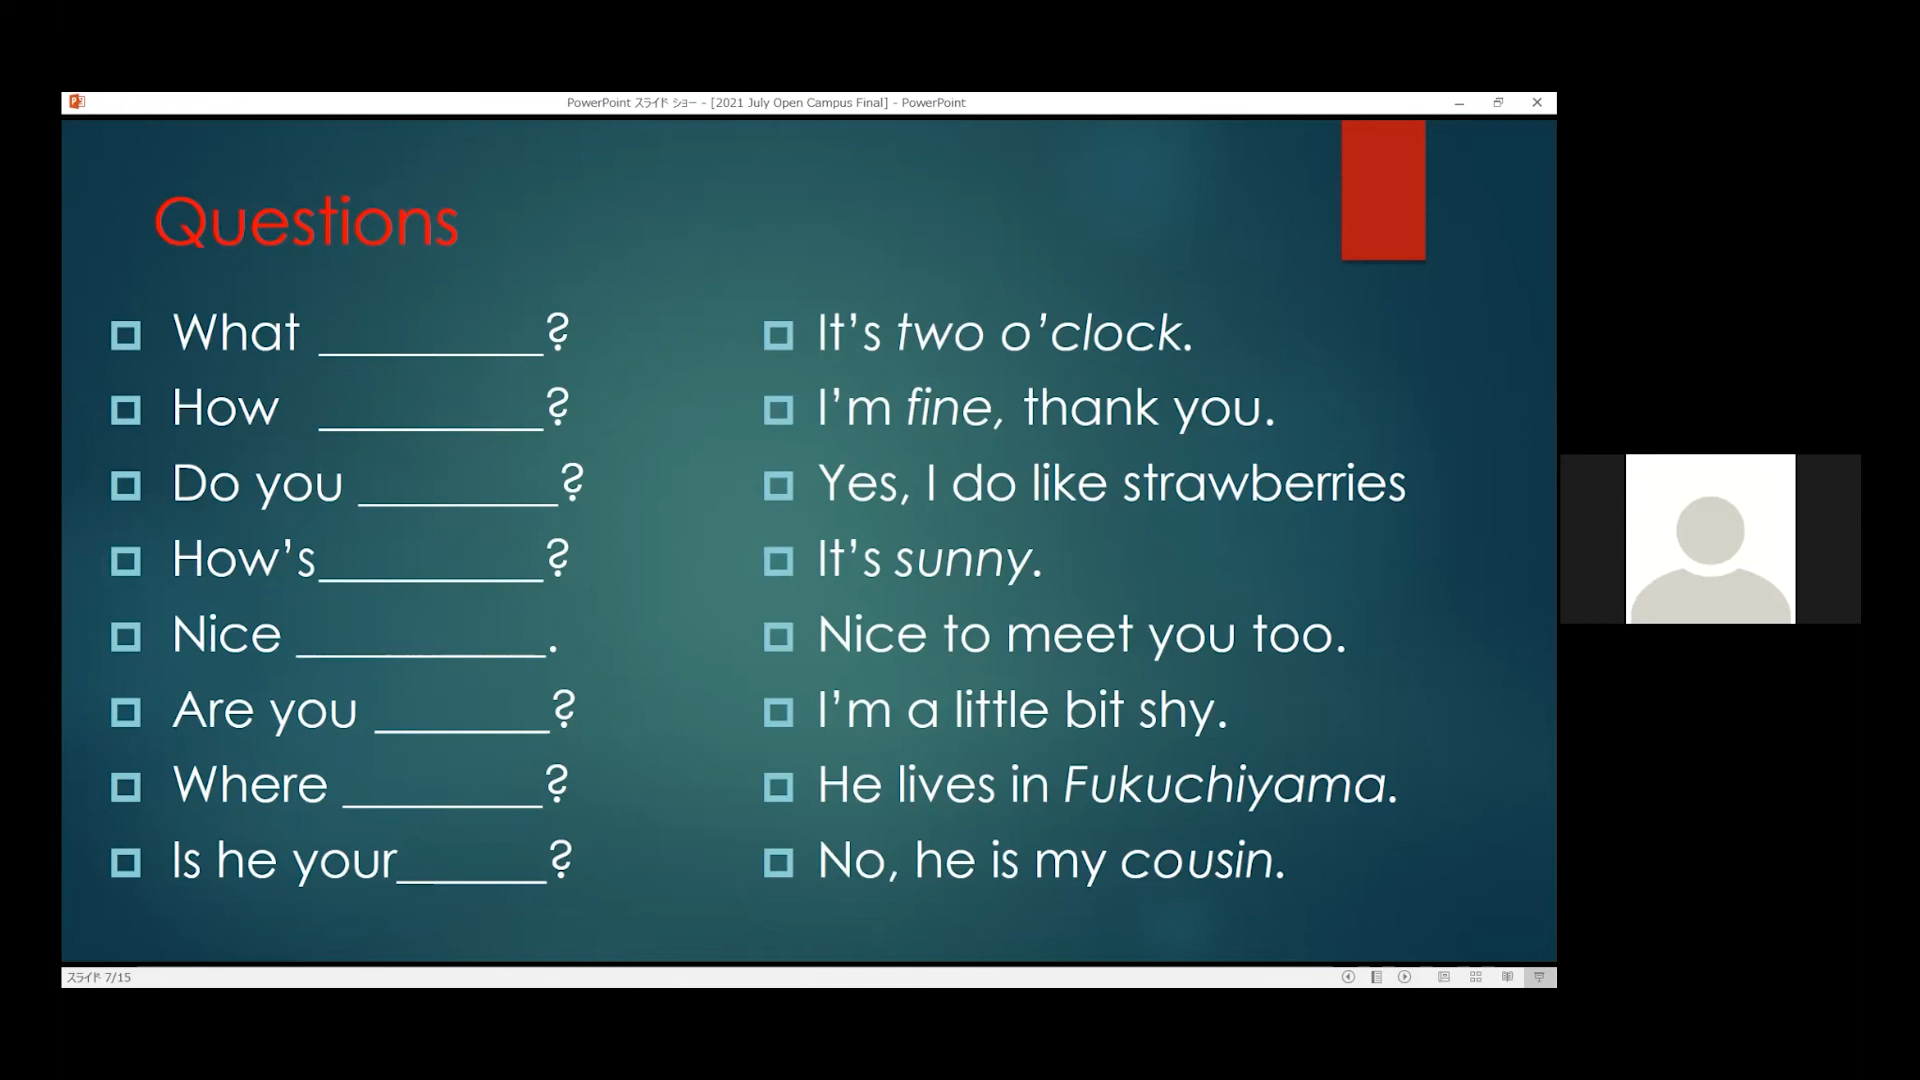 PowerPoint スライド ショー - [2021 July Open Campus Final] - PowerPoint
Questions
What _________?
How _________?
Do you ________?
How's_________?
Nice __________.
Are you _______?
Where ________?
Is he your______?
It's two o'clock.
I'm fine, thank you.
Yes, I do like strawberries
It's sunny.
Nice to meet you too.
I'm a little bit shy.
He lives in Fukuchiyama.
No, he is my cousin.
スライド 7/15